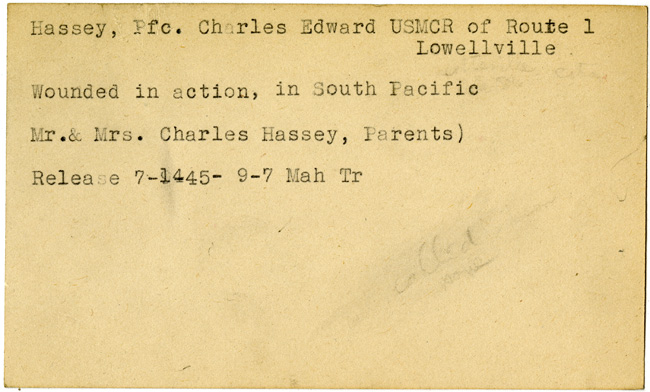 Hassey, Pfc. Charles Edward USMCR of Route 1
Lowellville
Wounded in action, in South Pacific
Mr.& Mrs. Charles Hassey, Parents)
Release 7-1445- 9-7 Mah Tr
called